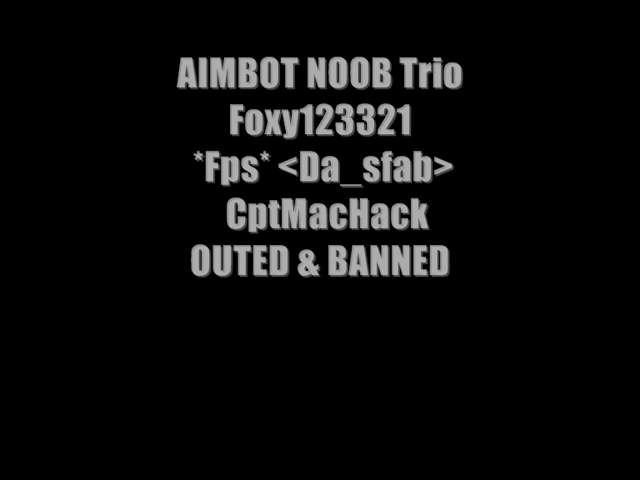 AIMBOT NOOB Trio
Foxy123321
*Fps* <Da_sfab>
CptMacHack
OUTED & BANNED